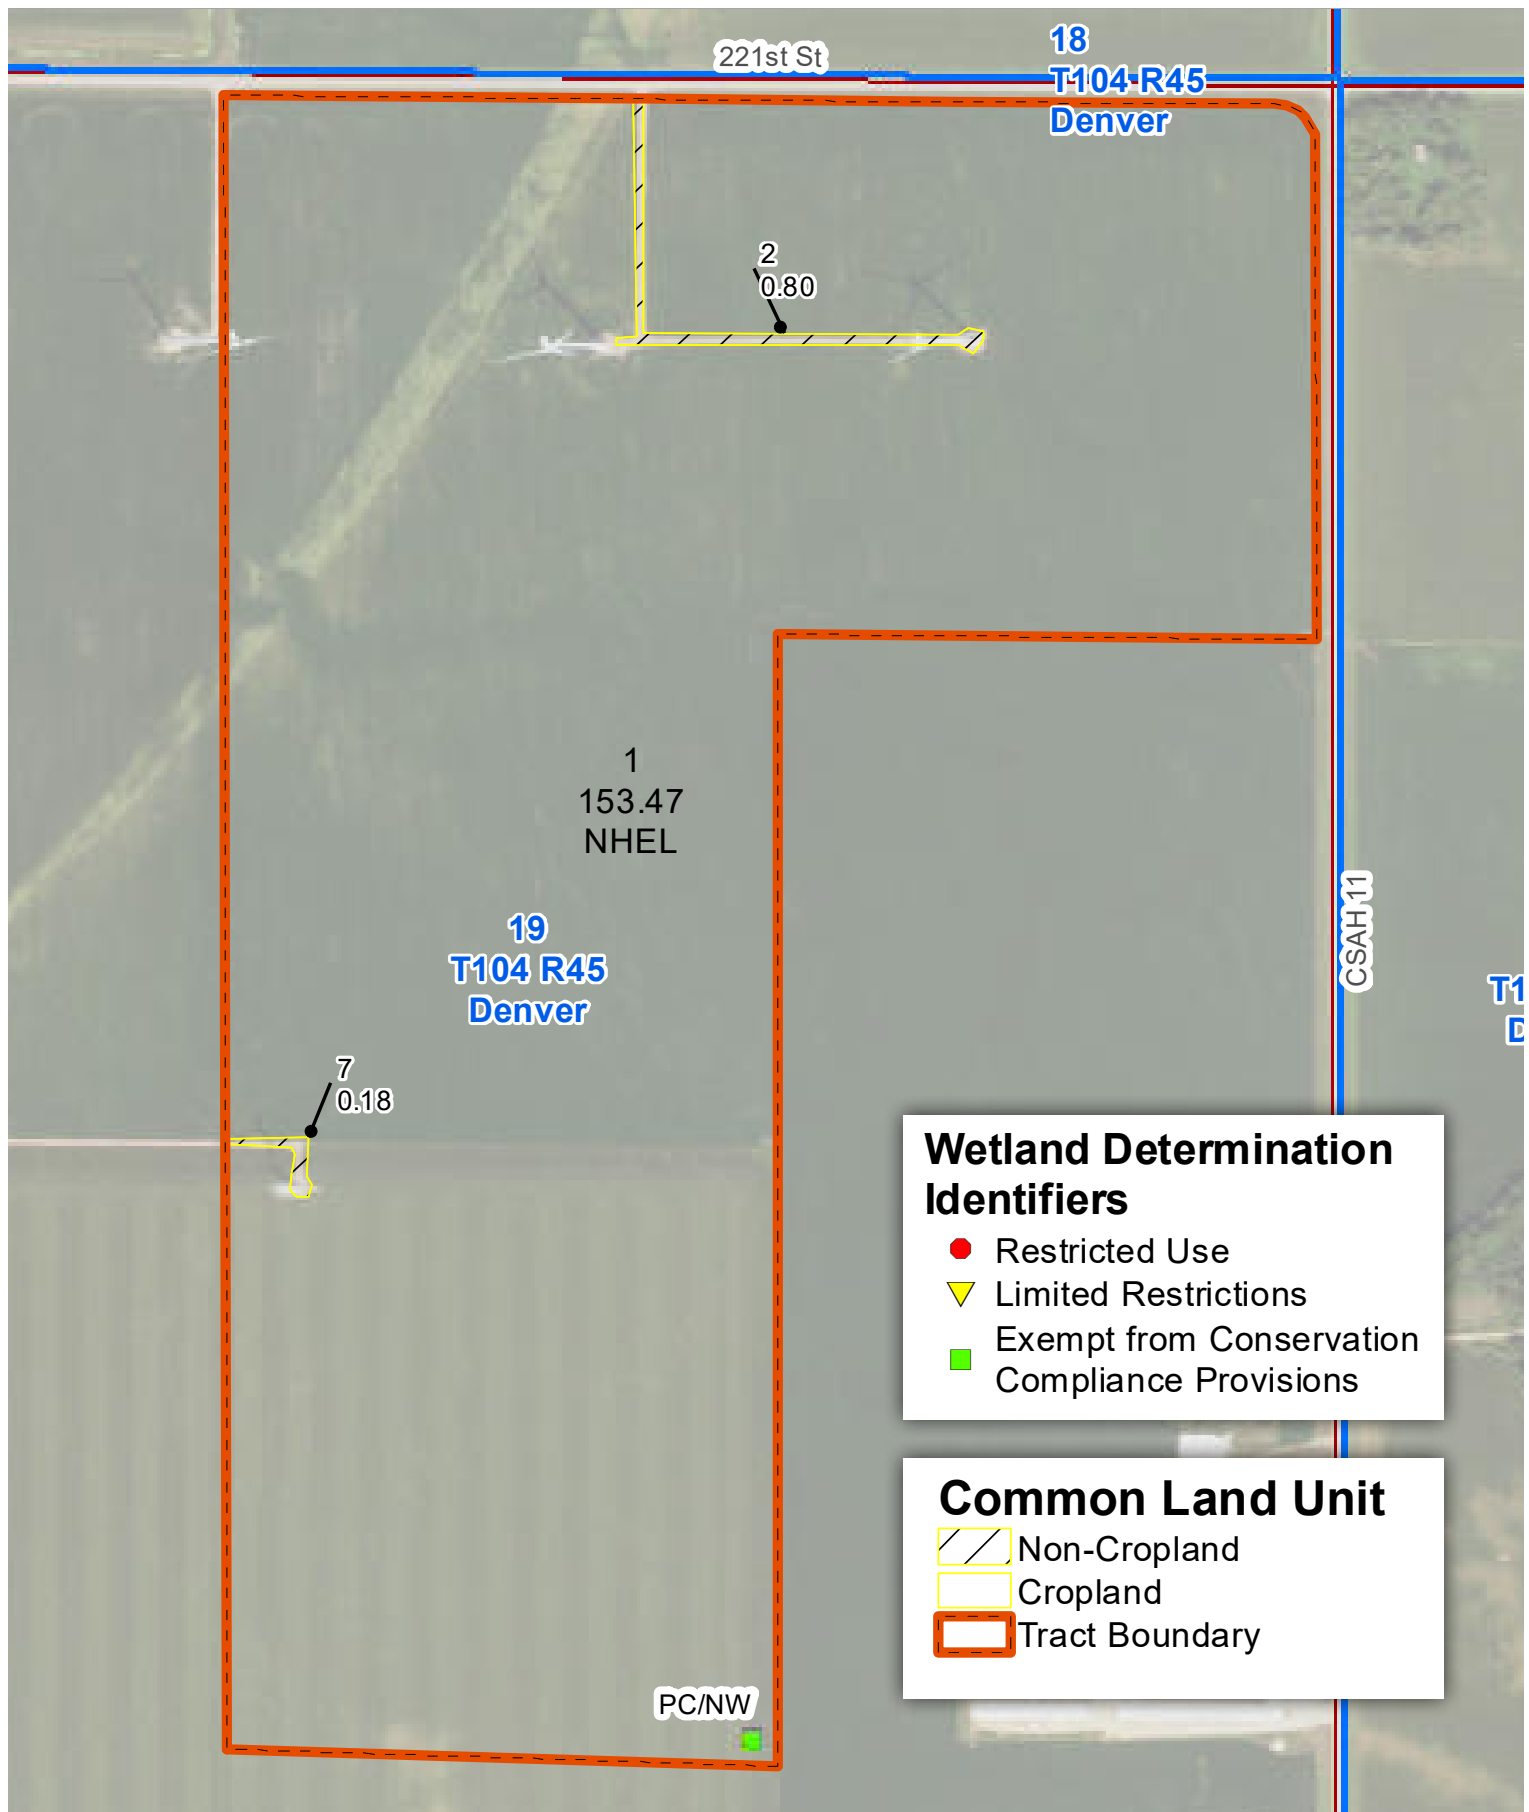 221st St
18
T104 R45
Denver
2
0.80
1
153.47
NHEL
19
T104 R45
Denver
CSAH 11
T1
D
7
0.18
Wetland Determination
Identifiers
Restricted Use
Limited Restrictions
Exempt from Conservation
Compliance Provisions
Common Land Unit
Non-Cropland
Cropland
Tract Boundary
PC/NW